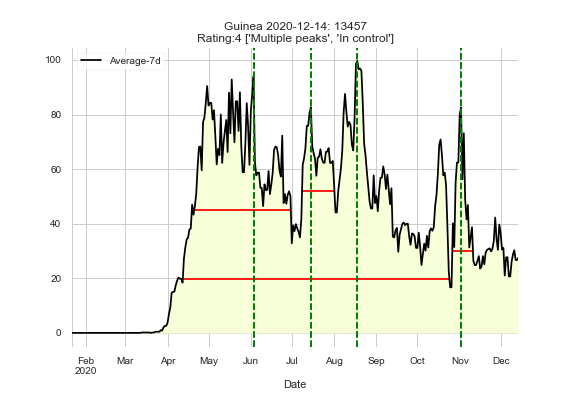 Guinea 2020-12-14: 13457
Rating:4 ['Multiple peaks', 'In control']
Average-7d
100
80
60
40
20
0
Feb Mar Apr May Jun Jul Aug Sep Oct Nov Dec
2020
Date